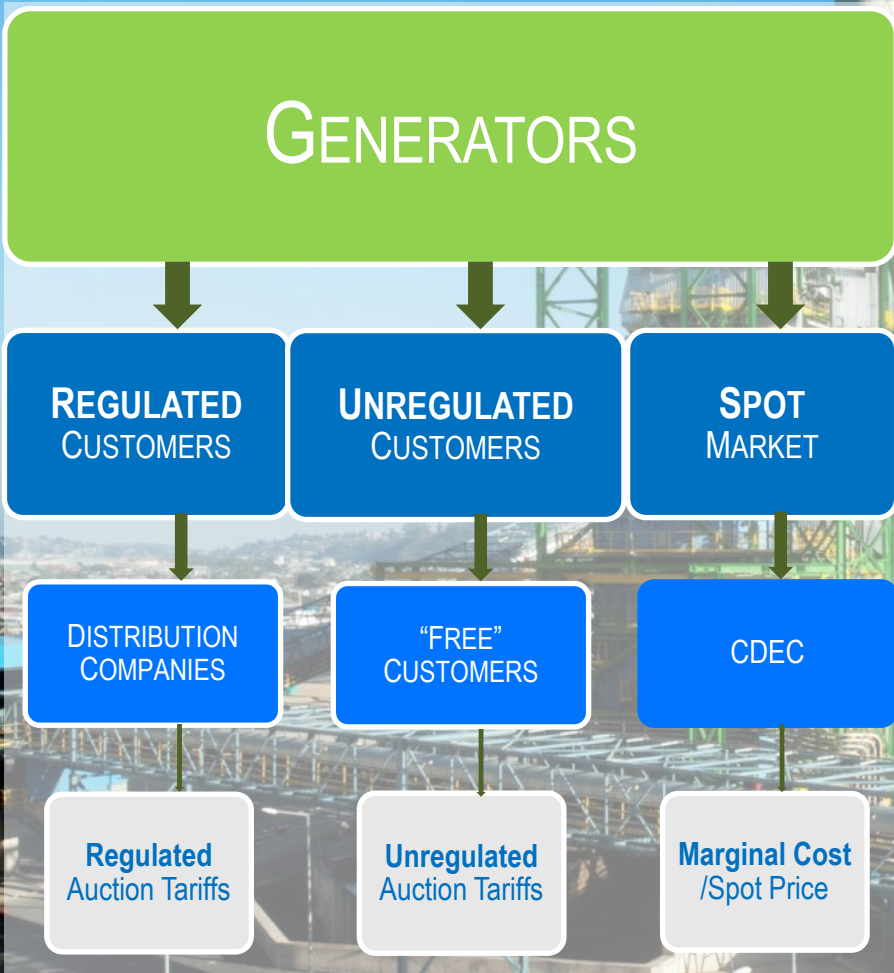 GENERATORS
REGULATED
CUSTOMERS
UNREGULATED
CUSTOMERS
SPOT
MARKET
DISTRIBUTION
COMPANIES
“FREE”
CUSTOMERS
CDEC
Regulated
Auction Tariffs
Unregulated
Auction Tariffs
Marginal Cost
/Spot Price